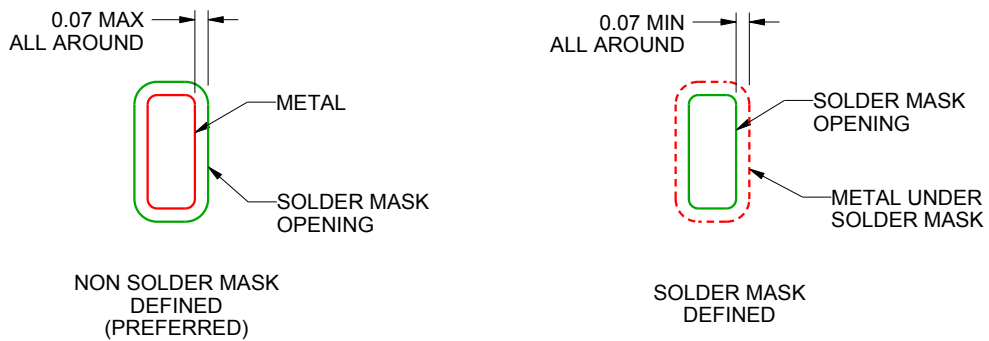 0.07 MAX
ALL AROUND
METAL
SOLDER MASK
OPENING
NON SOLDER MASK
DEFINED
(PREFERRED)
0.07 MIN
ALL AROUND
SOLDER MASK
OPENING
METAL UNDER
SOLDER MASK
SOLDER MASK
DEFINED